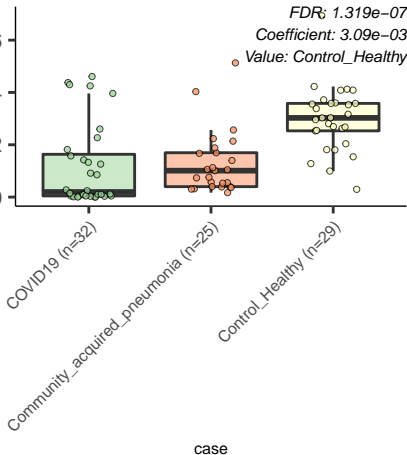 FDR: 1.319e−07
Coefficient: 3.09e−03
Value: Control_Healthy
COVID19 (n=32)
Community_acquired_pneumonia (n=25)
Control_Healthy (n=29)
case